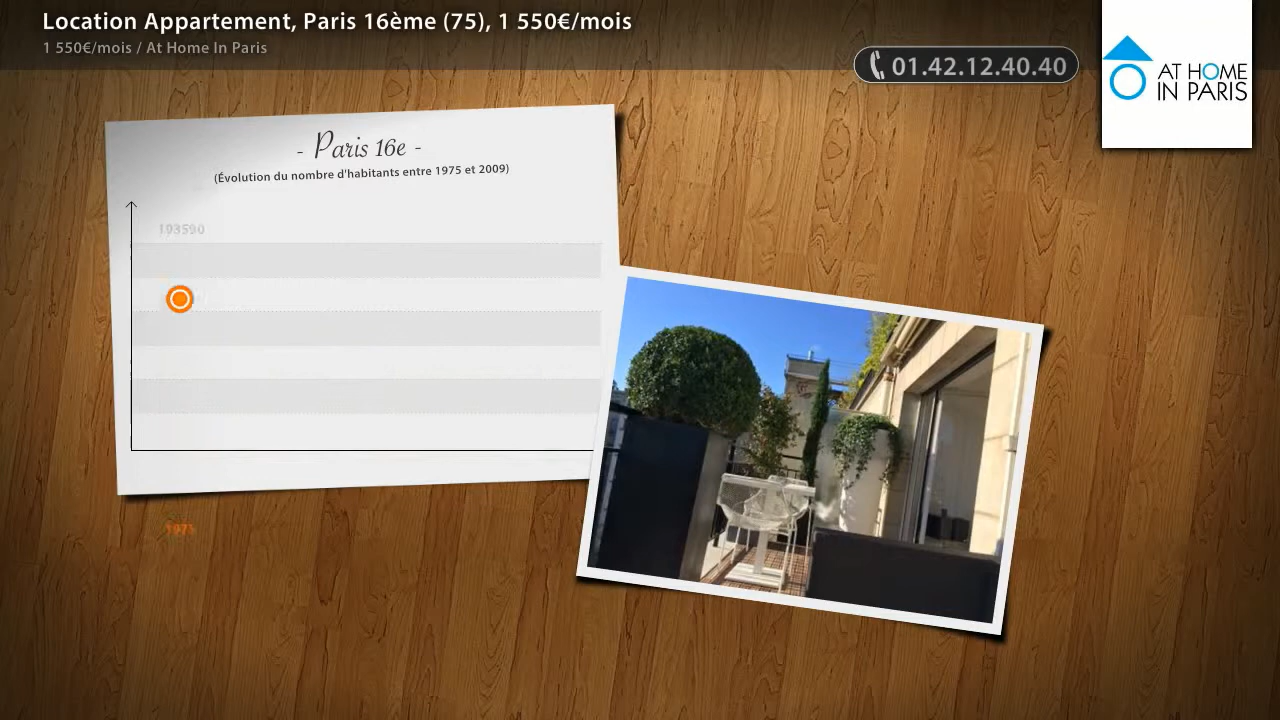 Location Appartement, Paris 16ème (75), 1 550€/mois
1 550€/mois / At Home In Paris
01.42.12.40.40
AT HOME
IN PARIS
- Paris 16e -
(Évolution du nombre d'habitants entre 1975 et 2009)
193590